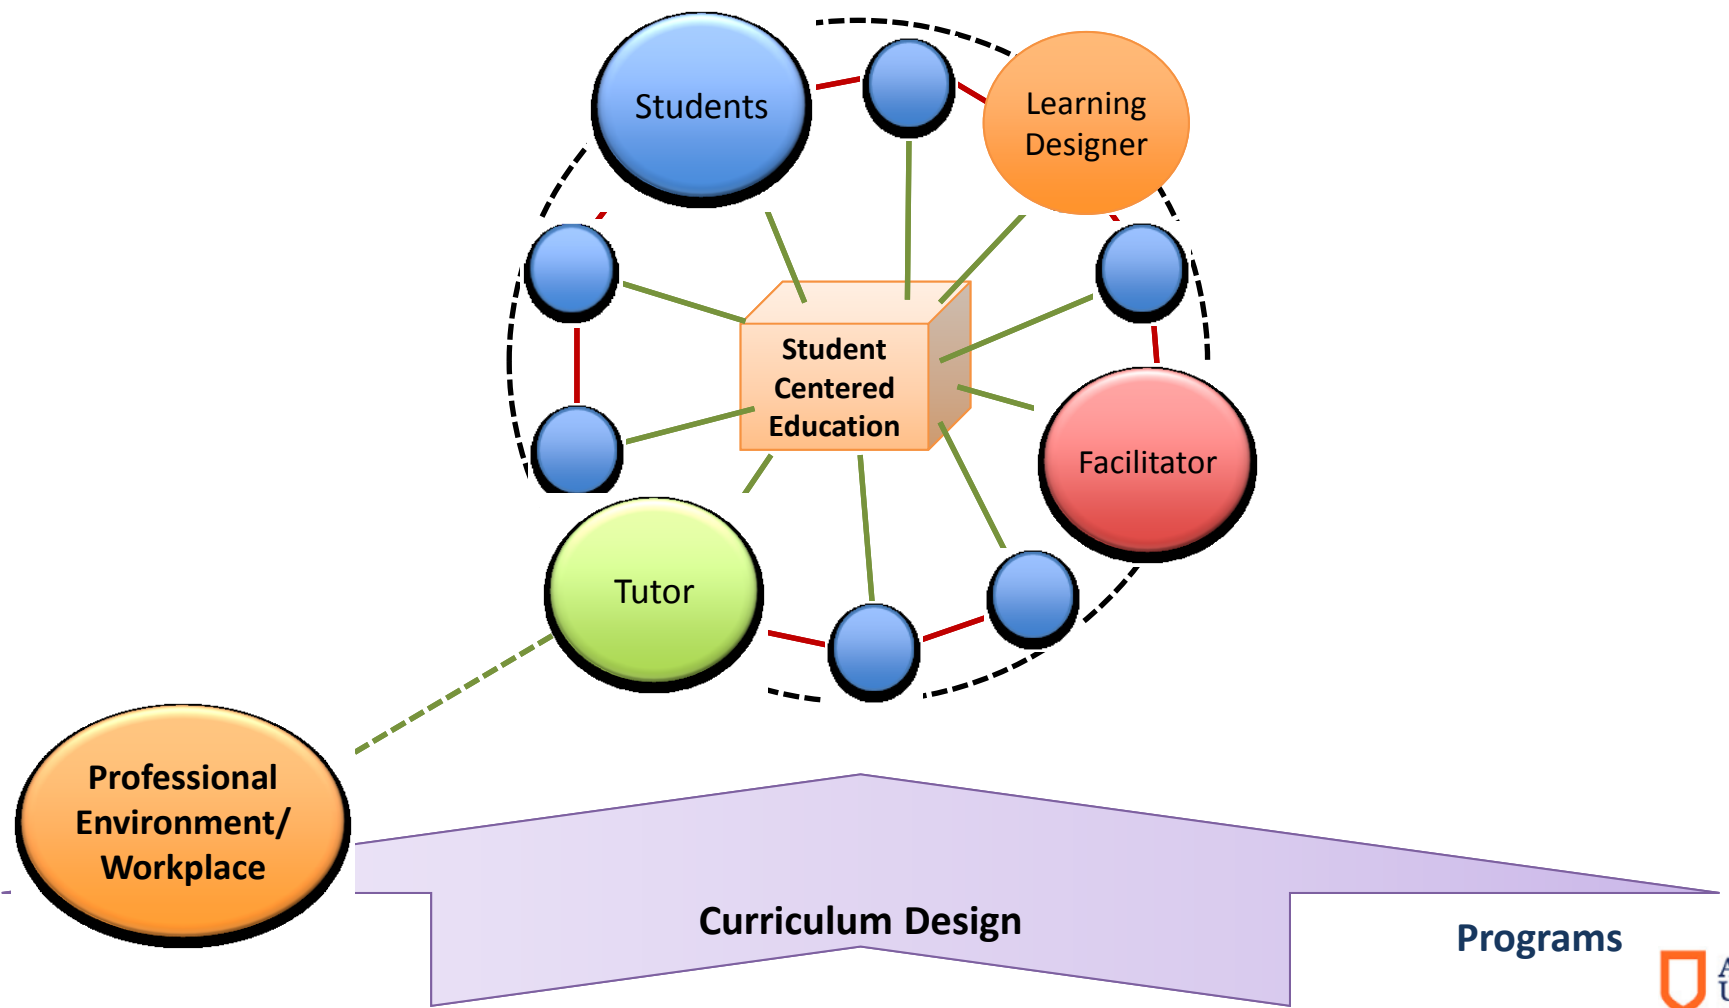 Students
Learning
Designer
Student
Centered
Education
Facilitator
Tutor
Professional
Environment/
Workplace
Curriculum Design
Programs